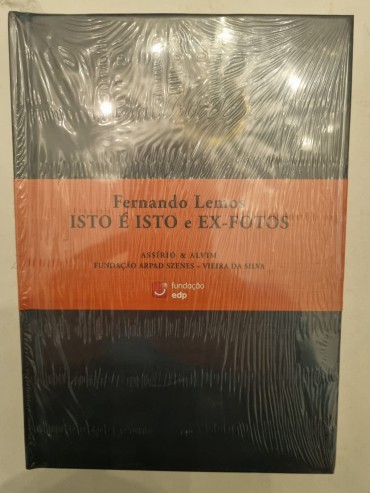 Fernando Lemos
ISTO É ISTO e EX-FOTOS
ASSÍRIO & ALVIM
FUNDAÇÃO ARPAD SZENES – VIEIRA DA SILVA
fundação
edp